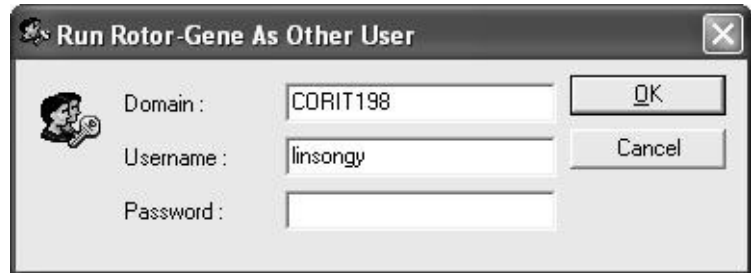 Run Rotor-Gene As Other User
Domain : CORIT198 OK
Username : linsongy Cancel
Password :